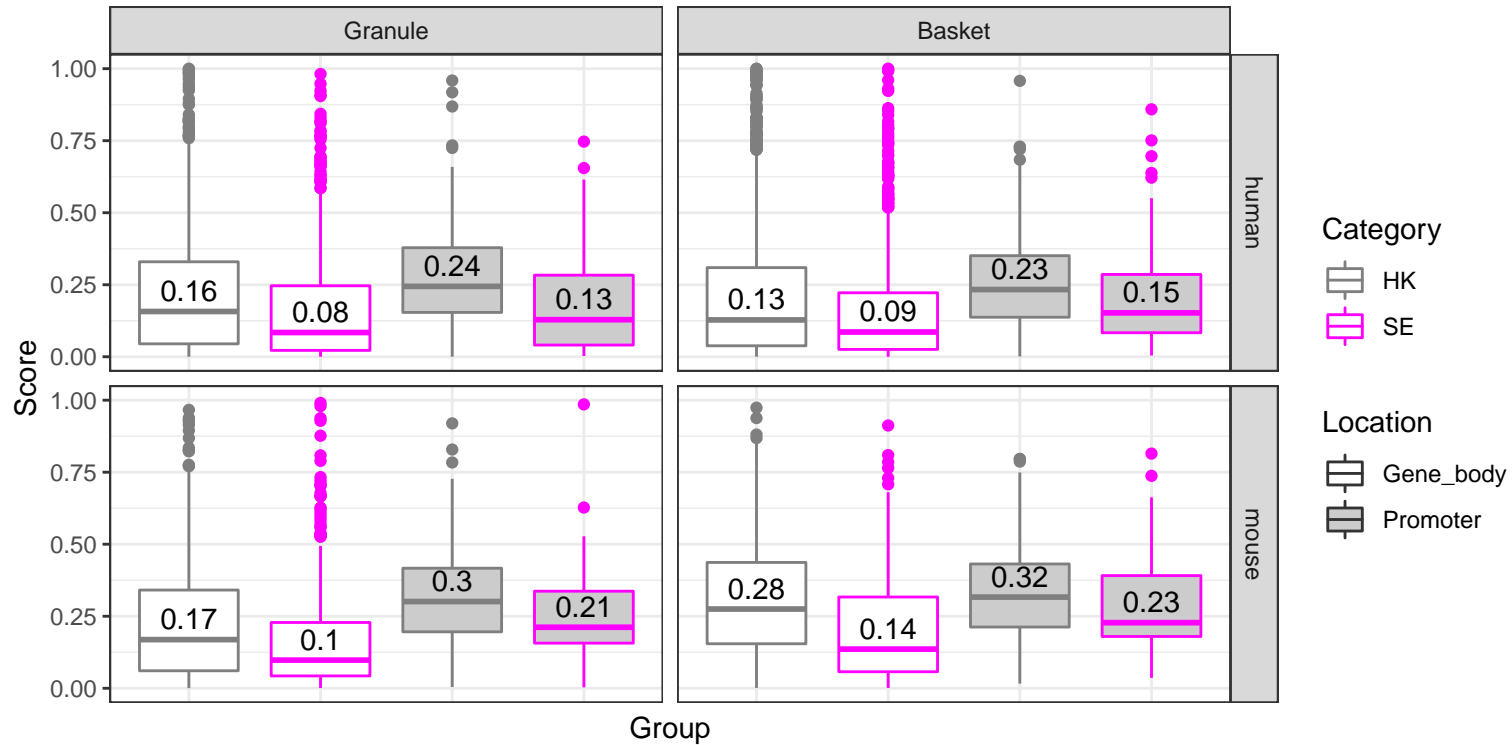 Granule
Basket
Score
1.00
0.75
0.50
0.25
0.00
0.16
0.08
0.24
0.13
0.13
0.09
0.23
0.15
human
1.00
0.75
0.50
0.25
0.00
0.17
0.1
0.3
0.21
0.28
0.14
0.32
0.23
mouse
Group
Category
HK
SE
Location
Gene_body
Promoter